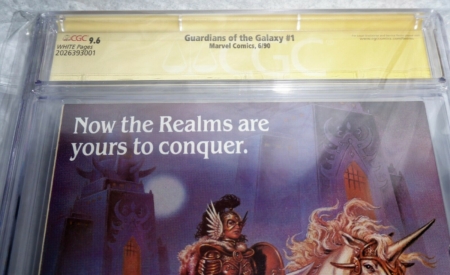 CGC 9.6 Guardians of the Galaxy #1
WHITE Pages Marvel Comics, 6/90
2026393001
Now the Realms are
yours to conquer.